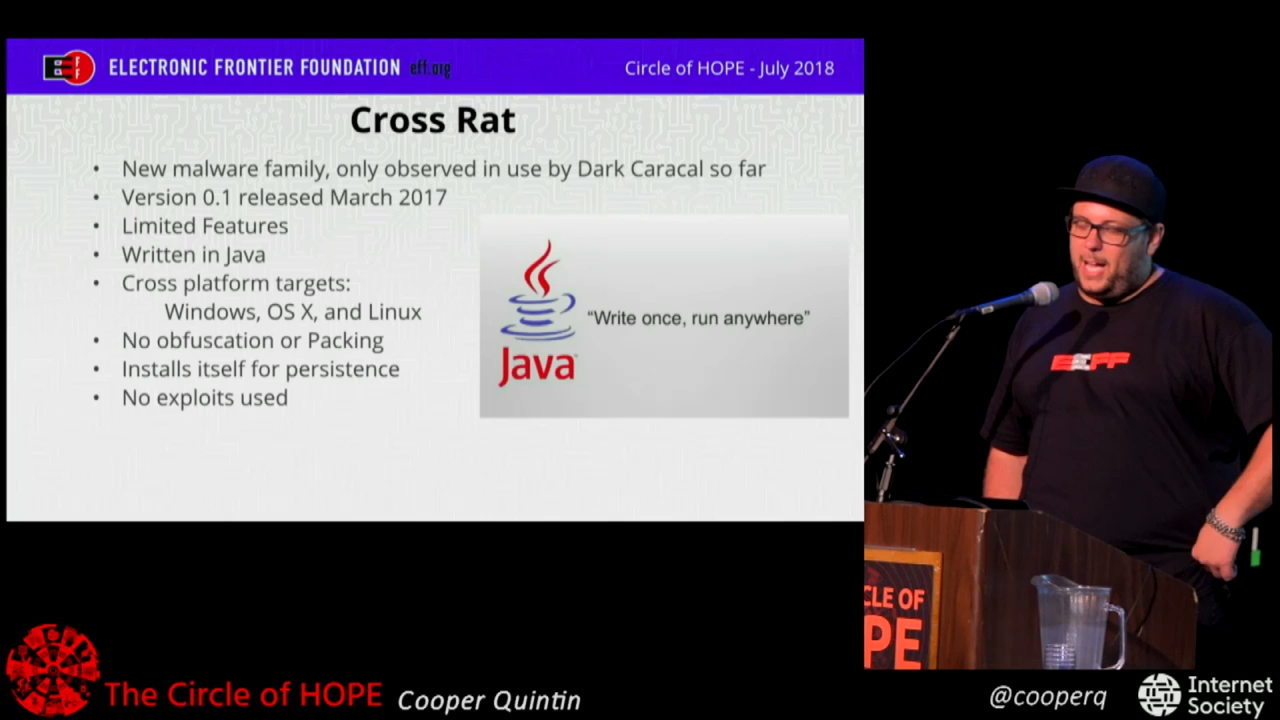 ELECTRONIC FRONTIER FOUNDATION eff.org
Circle of HOPE - July 2018
Cross Rat
• New malware family, only observed in use by Dark Caracal so far
• Version 0.1 released March 2017
• Limited Features
• Written in Java
• Cross platform targets:
Windows, OS X, and Linux
• No obfuscation or Packing
• Installs itself for persistence
• No exploits used
Java
“Write once, run anywhere”
EFF
CLE OF
PE
The Circle of HOPE
Cooper Quintin
@cooperq
Internet
Society